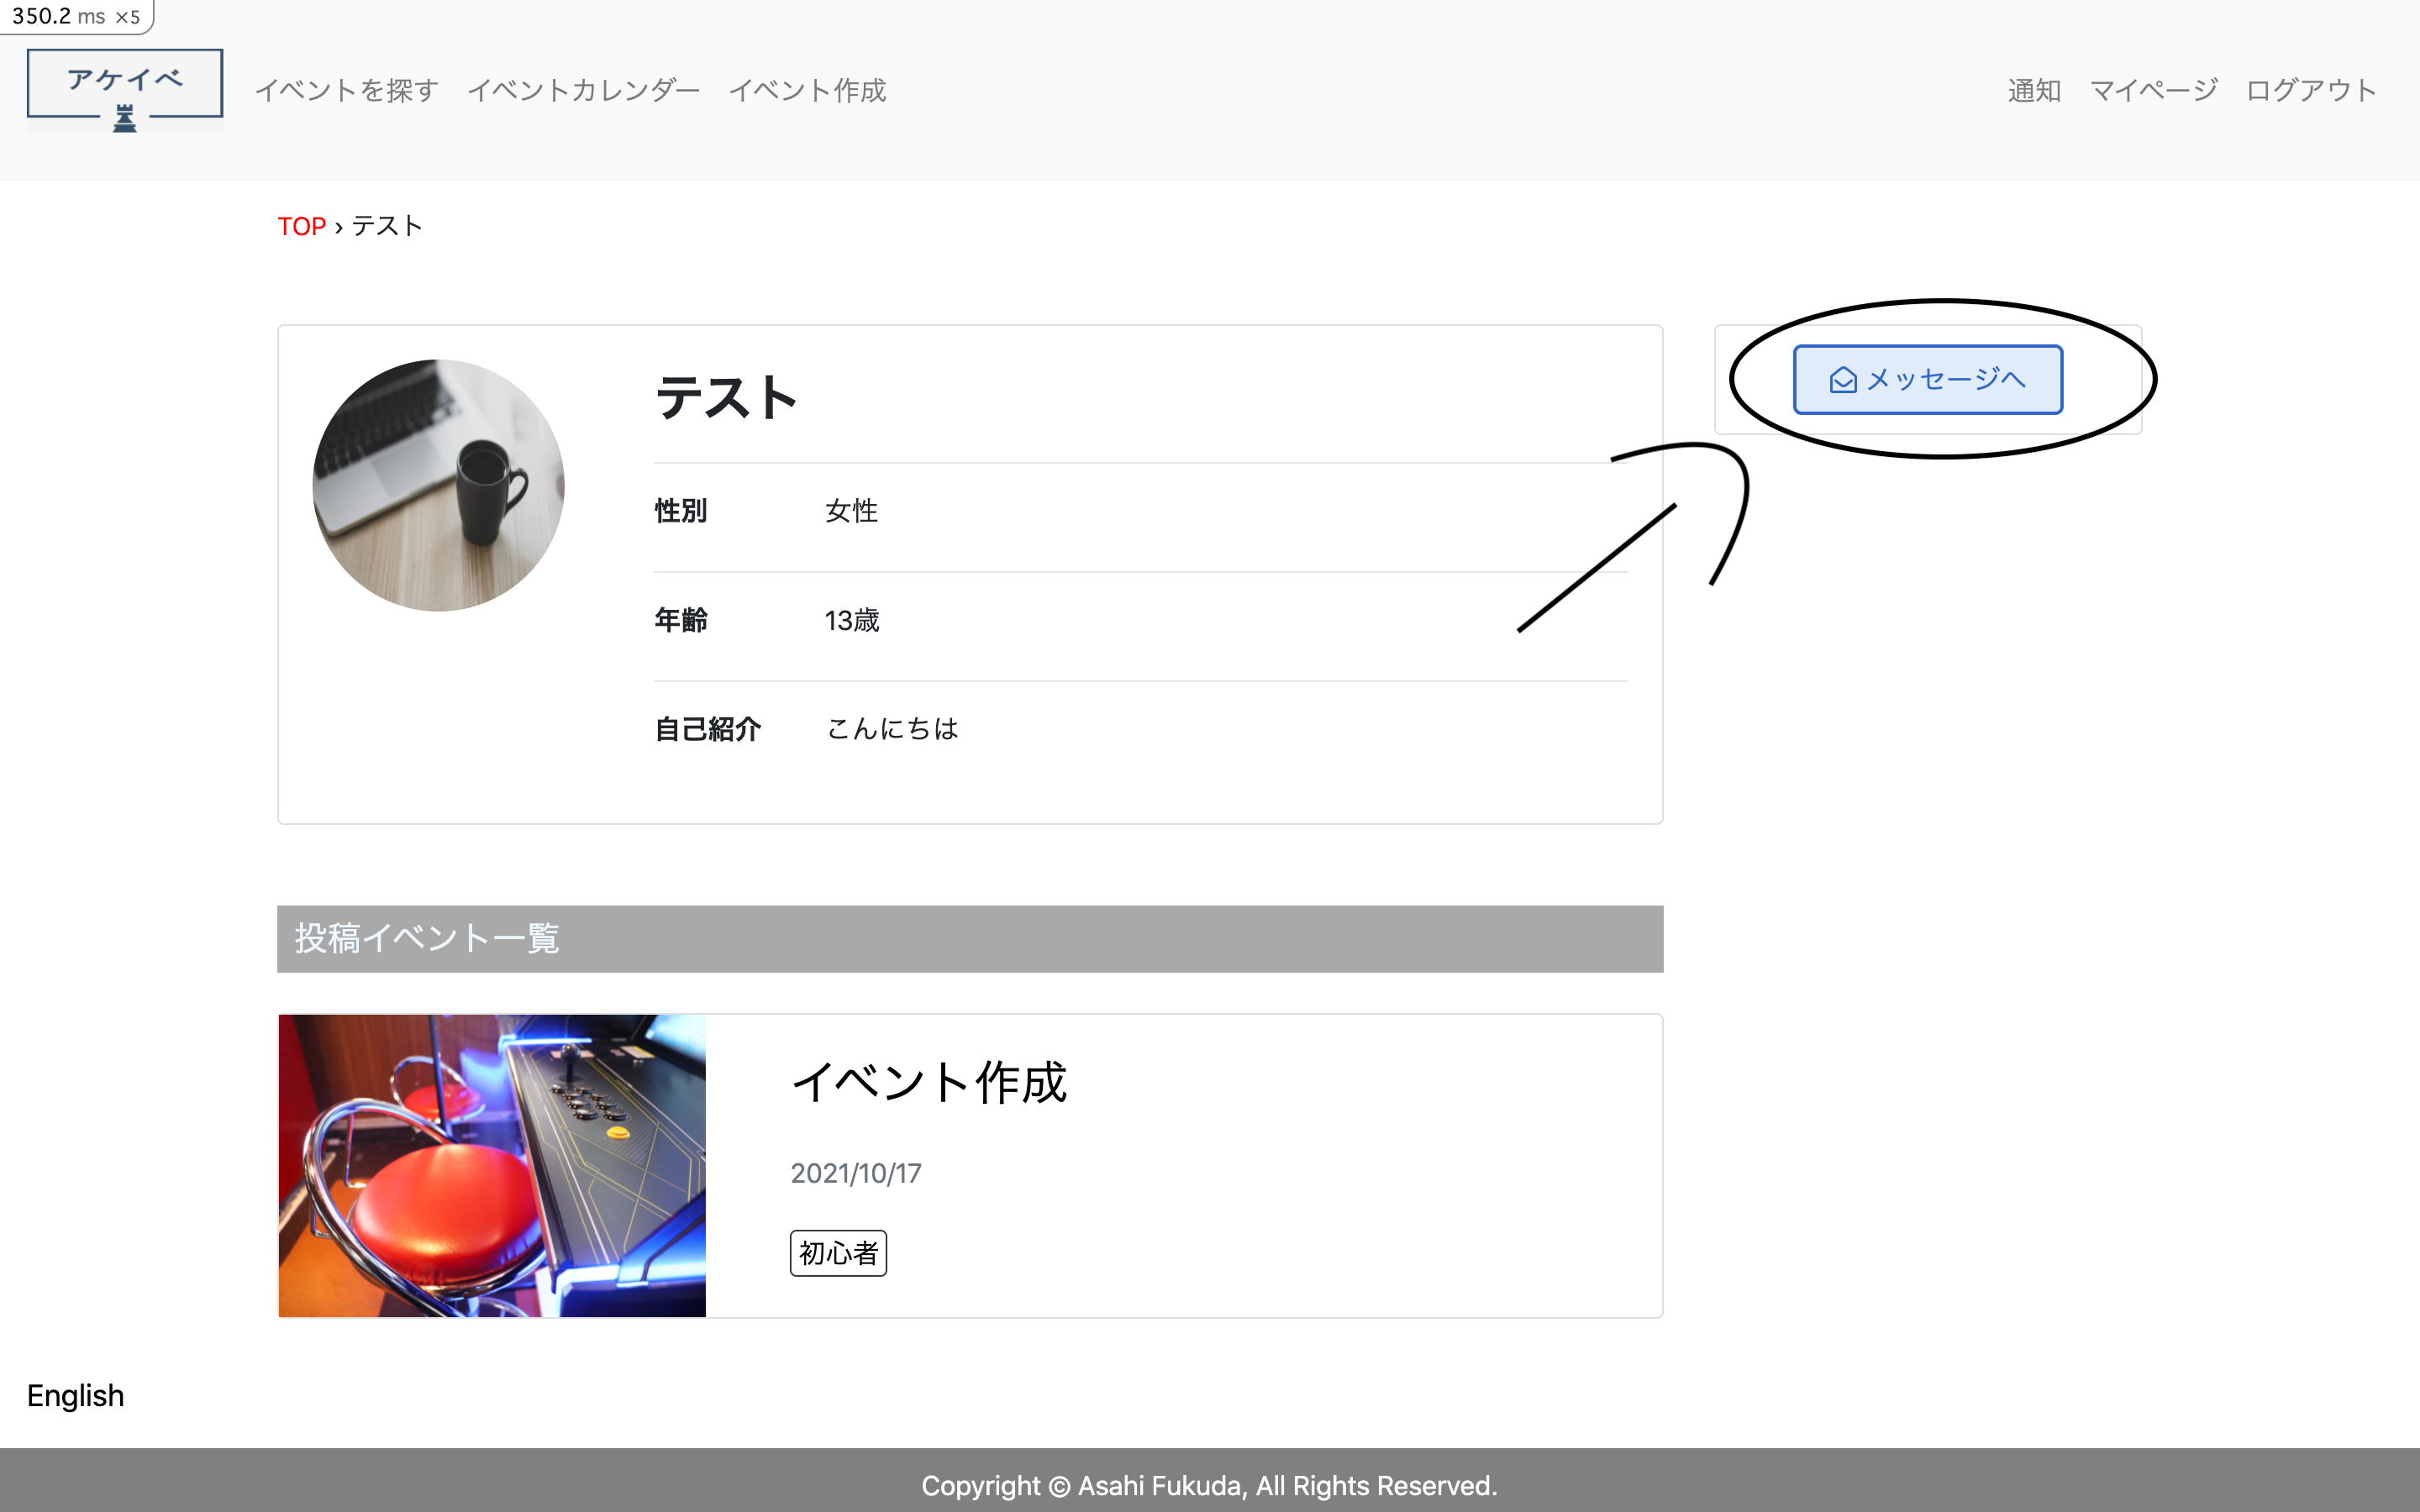 350.2 ms ×5
アケイベ
イベントを探す イベントカレンダー イベント作成 通知 マイページ ログアウト
TOP › テスト
テスト
メッセージへ
性別 女性
年齢 13歳
自己紹介 こんにちは
投稿イベント一覧
イベント作成
2021/10/17
初心者
English
Copyright © Asahi Fukuda, All Rights Reserved.